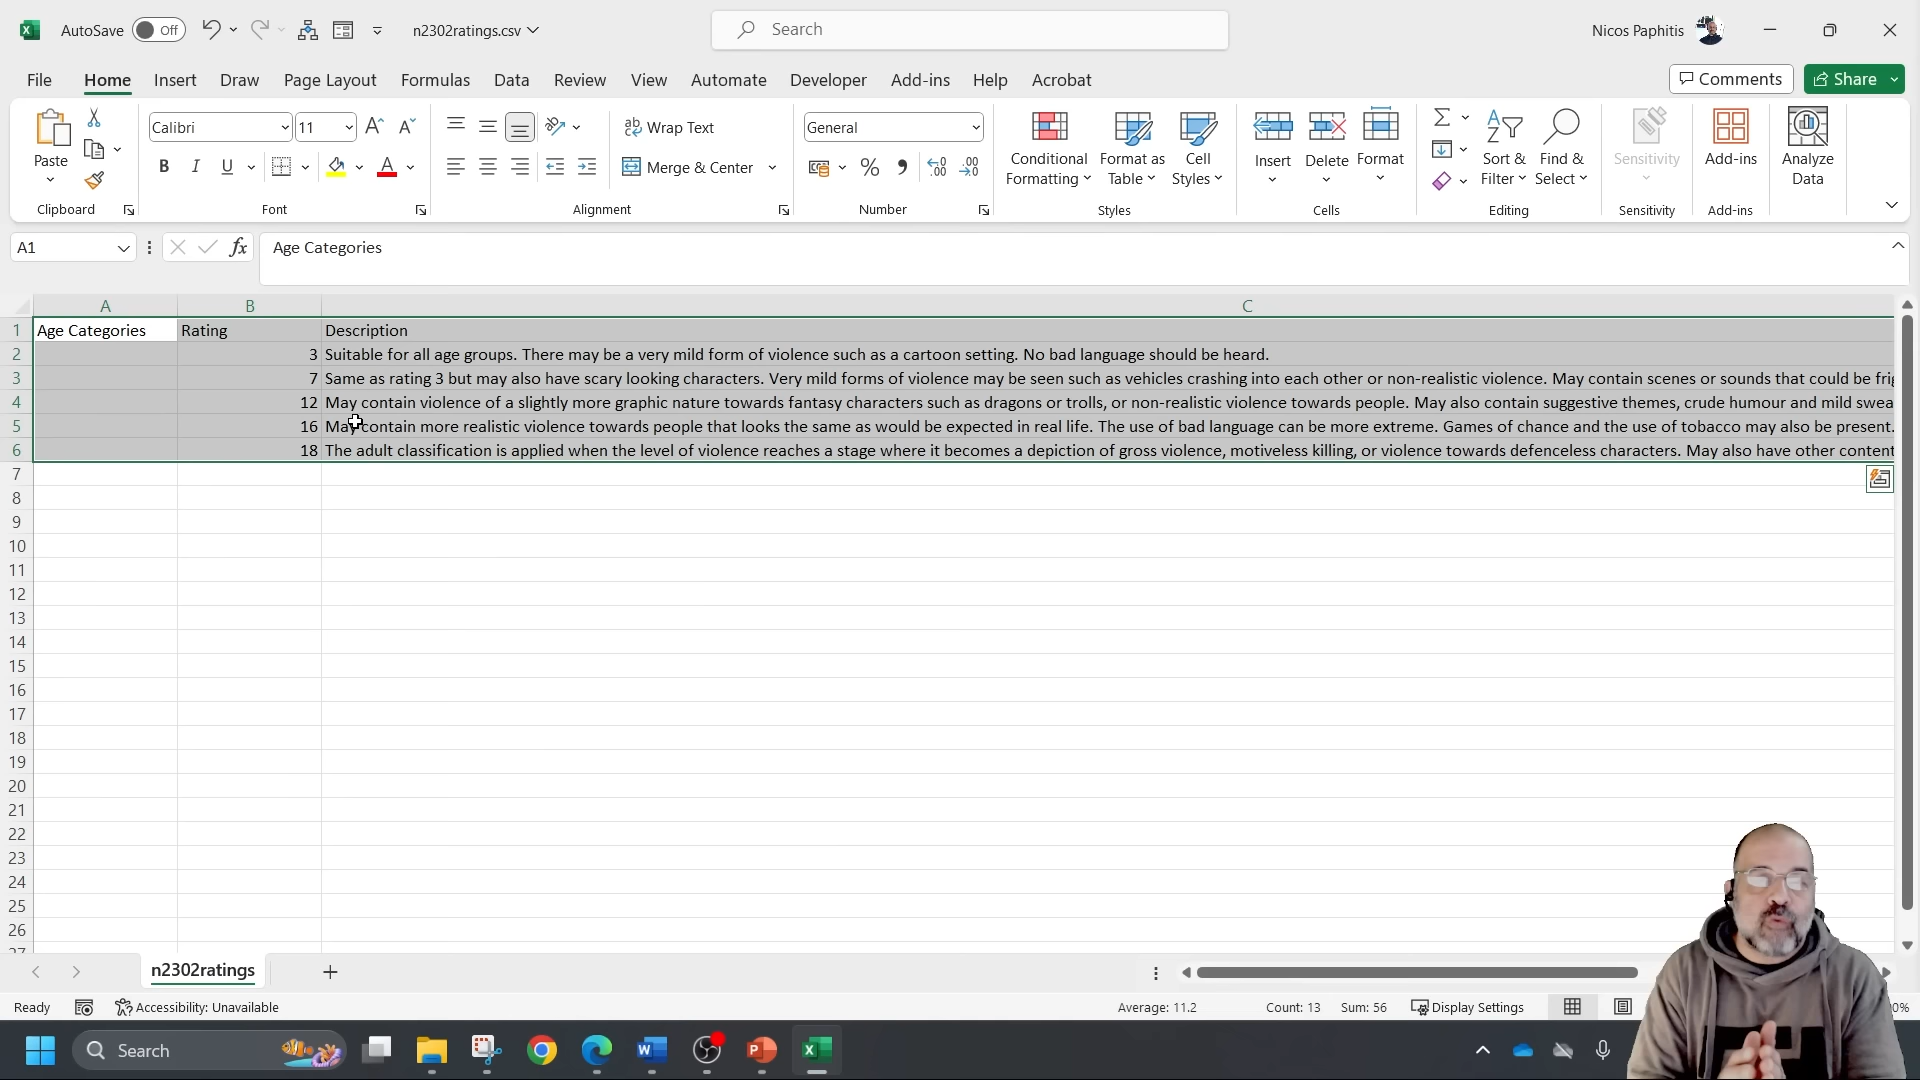 AutoSave Off n2302ratings.csv Search Nicos Paphitis
File Home Insert Draw Page Layout Formulas Data Review View Automate Developer Add-ins Help Acrobat Comments Share
Paste Calibri 11 Wrap Text General Conditional Formatting Format as Table Cell Styles Insert Delete Format Sort & Filter Find & Select Sensitivity Add-ins Analyze Data
B I U Merge & Center % .00
Clipboard Font Alignment Number Styles Cells Editing Sensitivity Add-ins
A1 fx Age Categories
A B C
1 Age Categories Rating Description
2 3 Suitable for all age groups. There may be a very mild form of violence such as a cartoon setting. No bad language should be heard.
3 7 Same as rating 3 but may also have scary looking characters. Very mild forms of violence may be seen such as vehicles crashing into each other or non-realistic violence. May contain scenes or sounds that could be
4 12 May contain violence of a slightly more graphic nature towards fantasy characters such as dragons or trolls, or non-realistic violence towards people. May also contain suggestive themes, crude humour and mild
5 16 May contain more realistic violence towards people that looks the same as would be expected in real life. The use of bad language can be more extreme. Games of chance and the use of tobacco may also be present.
6 18 The adult classification is applied when the level of violence reaches a stage where it becomes a depiction of gross violence, motiveless killing, or violence towards defenceless characters. May also have other content
7
8
9
10
11
12
13
14
15
16
17
18
19
20
21
22
23
24
25
26
27
n2302ratings
Ready Accessibility: Unavailable Average: 11.2 Count: 13 Sum: 56 Display Settings
Search